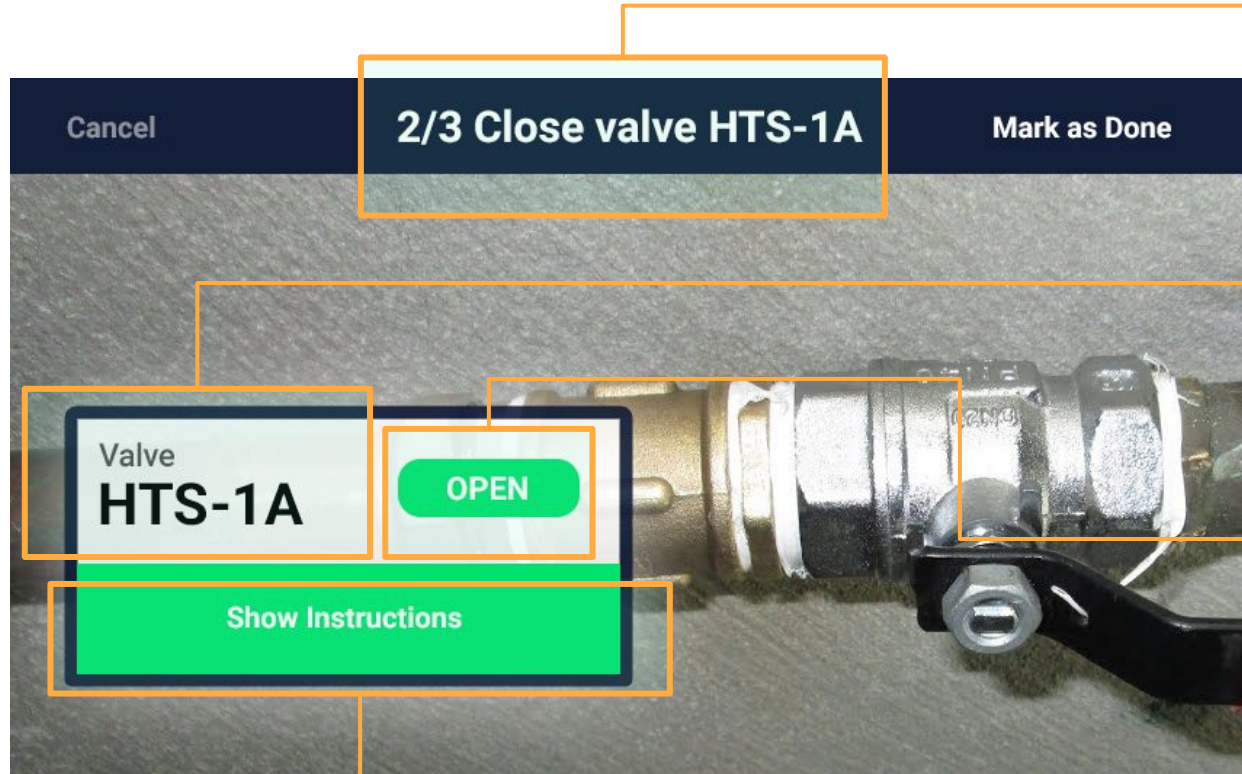 Cancel
2/3 Close valve HTS-1A
Mark as Done
Valve
HTS-1A
OPEN
Show Instructions